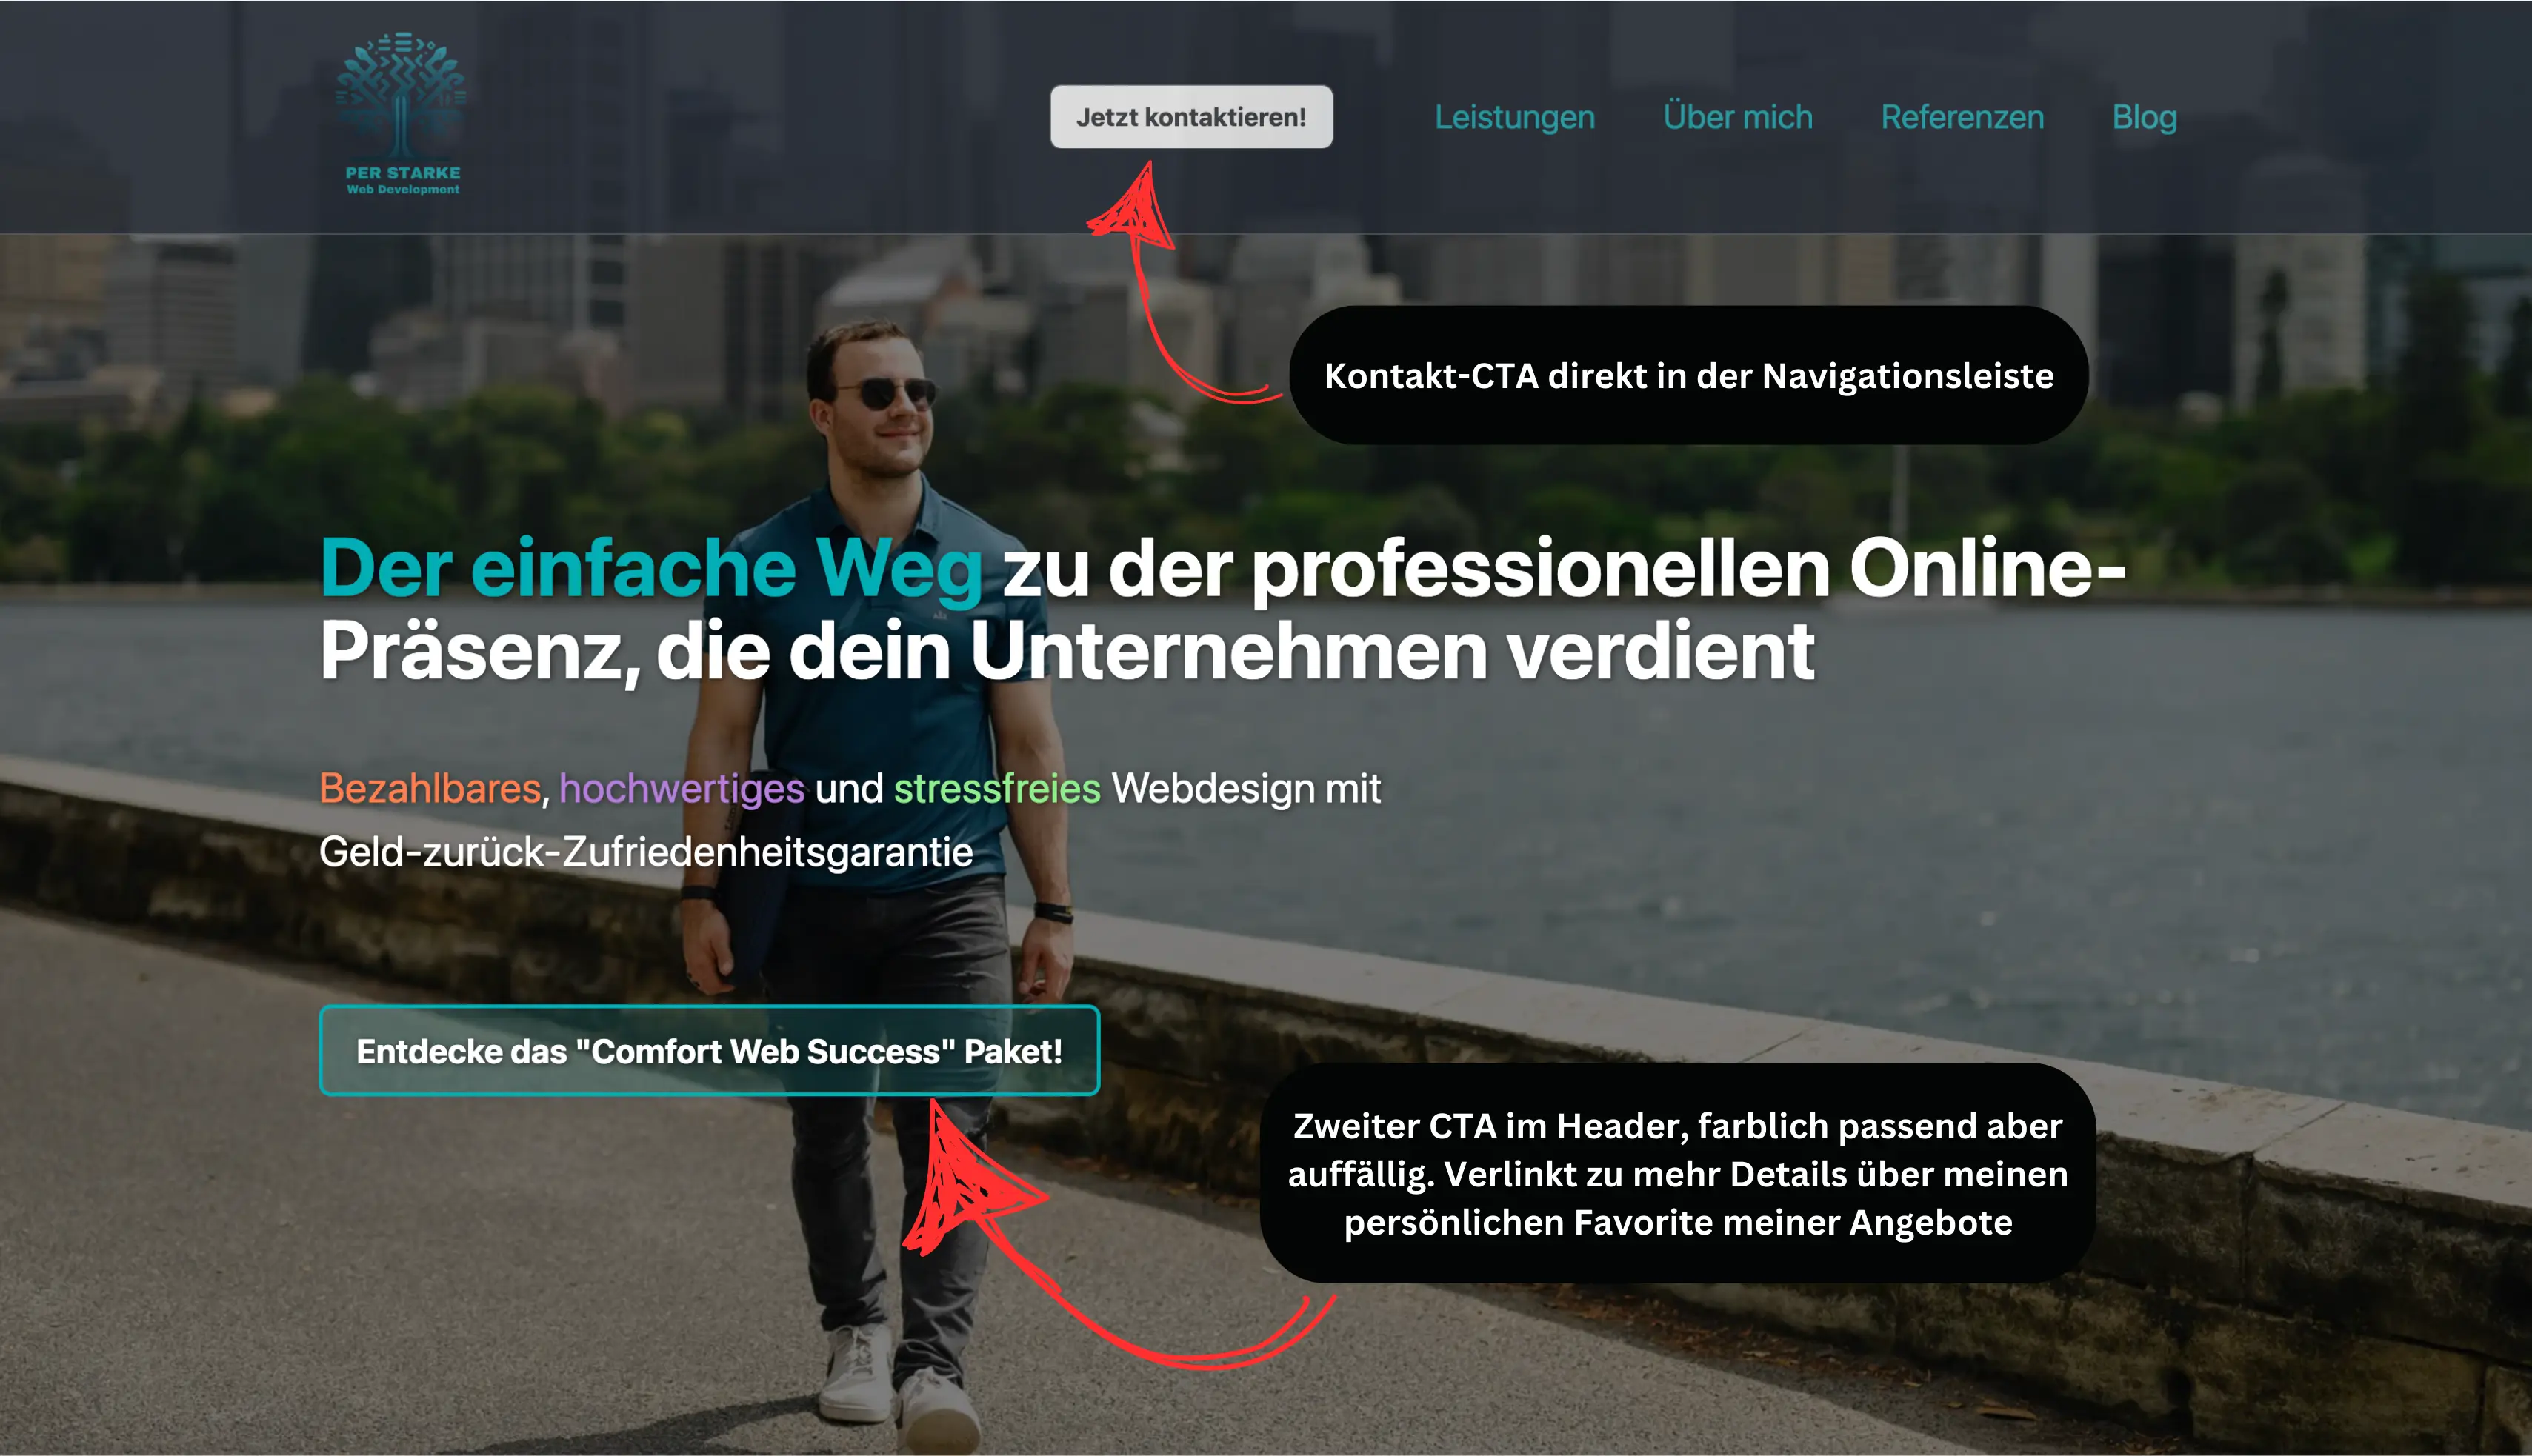 PER STARKE
Web Development
Jetzt kontaktieren!
Leistungen
Über mich
Referenzen
Blog
Kontakt-CTA direkt in der Navigationsleiste
Der einfache Weg zu der professionellen Online-
Präsenz, die dein Unternehmen verdient
Bezahlbares, hochwertiges und stressfreies Webdesign mit
Geld-zurück-Zufriedenheitsgarantie
Entdecke das "Comfort Web Success" Paket!
Zweiter CTA im Header, farblich passend aber
auffällig. Verlinkt zu mehr Details über meinen
persönlichen Favorite meiner Angebote